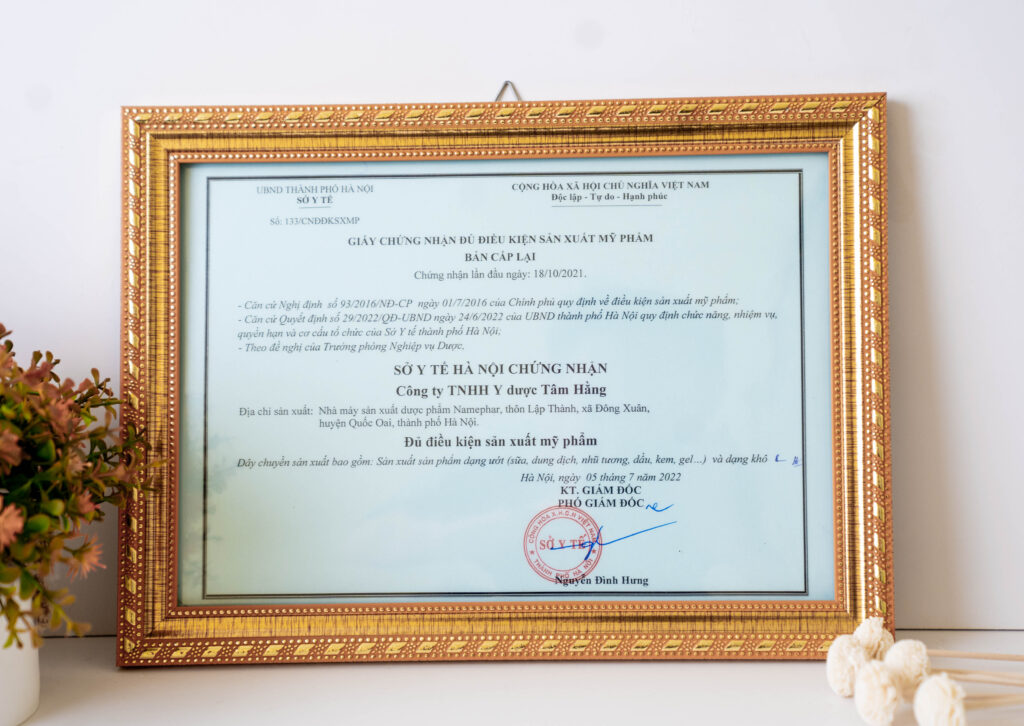 UBND THÀNH PHỐ HÀ NỘI
SỞ Y TẾ
Số: 133/CNĐĐKSXMP
CỘNG HÒA XÃ HỘI CHỦ NGHĨA VIỆT NAM
Độc lập - Tự do - Hạnh phúc
GIẤY CHỨNG NHẬN ĐỦ ĐIỀU KIỆN SẢN XUẤT MỸ PHẨM
BẢN CẤP LẠI
Chứng nhận lần đầu ngày: 18/10/2021.
- Căn cứ Nghị định số 93/2016/NĐ-CP ngày 01/7/2016 của Chính phủ quy định về điều kiện sản xuất mỹ phẩm;
- Căn cứ Quyết định số 29/2022/QĐ-UBND ngày 24/6/2022 của UBND thành phố Hà Nội quy định chức năng, nhiệm vụ,
quyền hạn và cơ cấu tổ chức của Sở Y tế thành phố Hà Nội;
- Theo đề nghị của Trưởng phòng Nghiệp vụ Dược.
SỞ Y TẾ HÀ NỘI CHỨNG NHẬN
Công ty TNHH Y dược Tâm Hằng
Địa chỉ sản xuất: Nhà máy sản xuất dược phẩm Namephar, thôn Lập Thành, xã Đông Xuân,
huyện Quốc Oai, thành phố Hà Nội.
Đủ điều kiện sản xuất mỹ phẩm
Dây chuyền sản xuất bao gồm: Sản xuất sản phẩm dạng ướt (sữa, dung dịch, nhũ tương, dầu, kem, gel...) và dạng khô
Hà Nội, ngày 05 tháng 7 năm 2022
KT. GIÁM ĐỐC
PHÓ GIÁM ĐỐC
CỘNG HÒA X.H.C.N VIỆT NAM
SỞ Y TẾ
THÀNH PHỐ HÀ NỘI
Nguyễn Đình Hưng